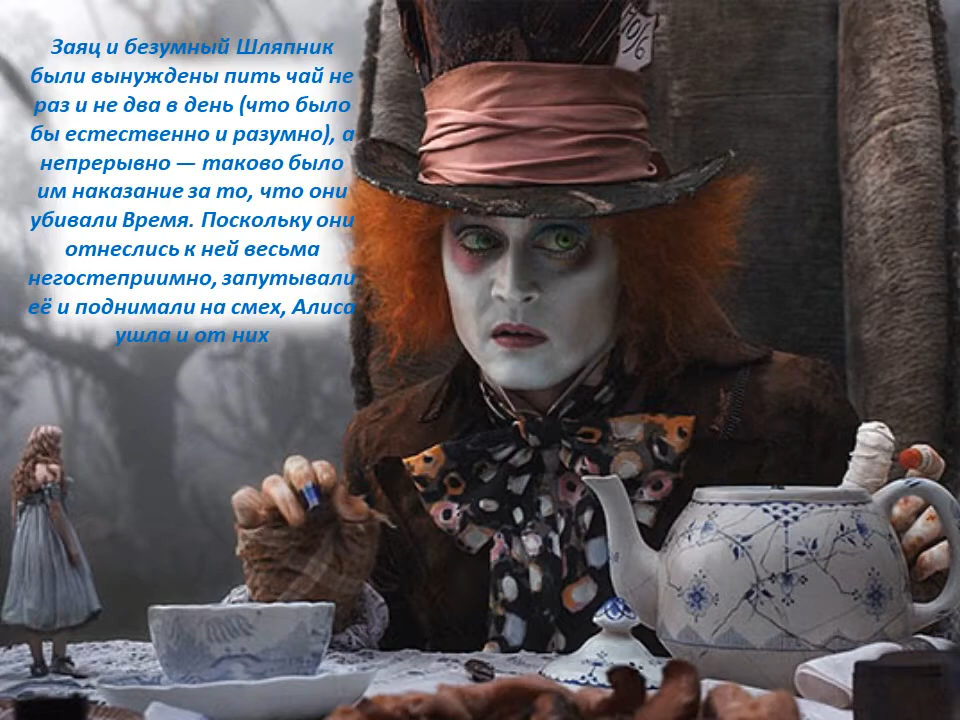 Заяц и безумный Шляпник
были вынуждены пить чай не
раз и не два в день (что было
бы естественно и разумно), а
непрерывно — таково было
им наказание за то, что они
убивали Время. Поскольку они
отнеслись к ней весьма
негостеприимно, запутывали
её и поднимали на смех, Алиса
ушла и от них
10/6